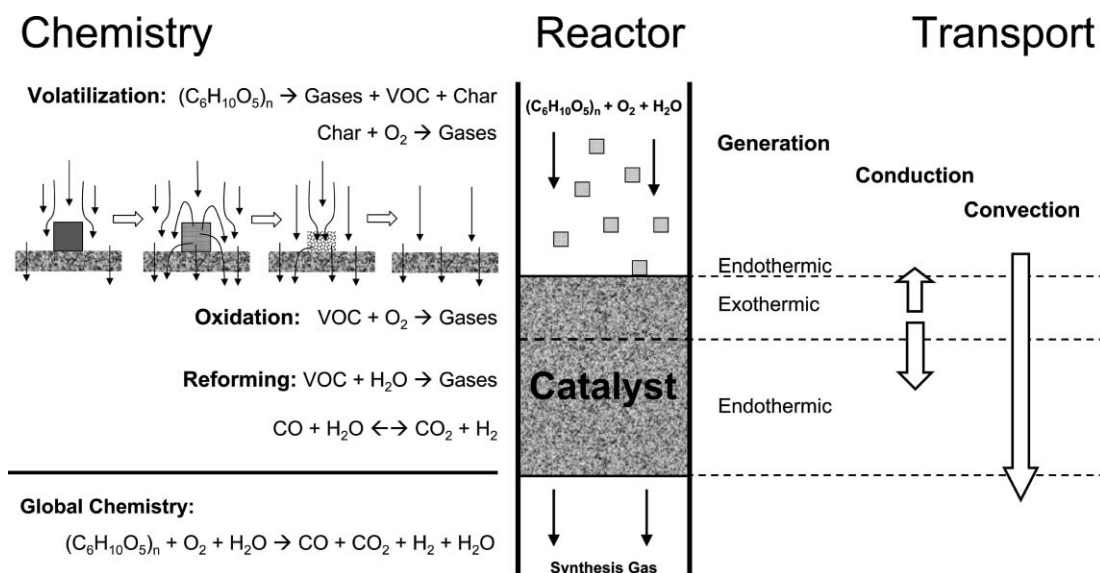 Chemistry
Reactor
Transport
Volatilization: (C₆H₁₀O₅)ₙ → Gases + VOC + Char
Char + O₂ → Gases
Oxidation: VOC + O₂ → Gases
Reforming: VOC + H₂O → Gases
CO + H₂O ←→ CO₂ + H₂
Global Chemistry:
(C₆H₁₀O₅)ₙ + O₂ + H₂O → CO + CO₂ + H₂ + H₂O
(C₆H₁₀O₅)ₙ + O₂ + H₂O
Catalyst
Synthesis Gas
Generation
Conduction
Convection
Endothermic
Exothermic
Endothermic